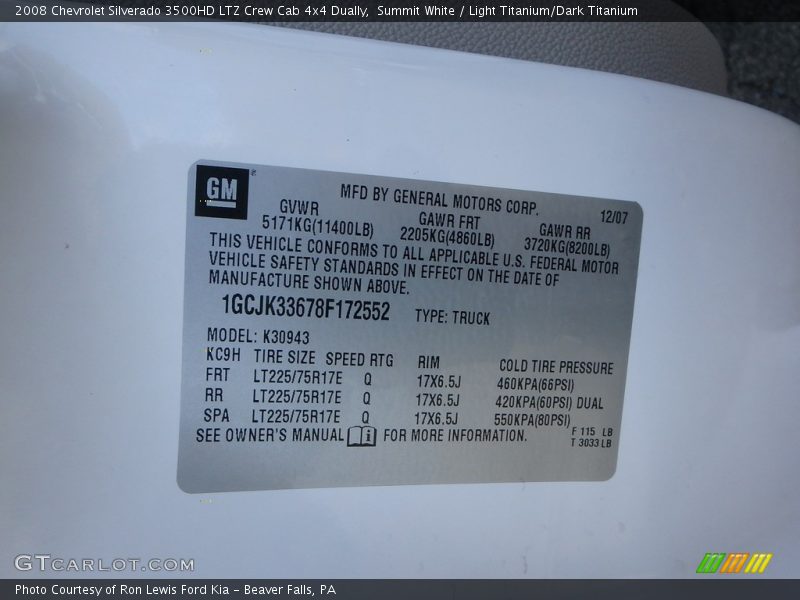 2008 Chevrolet Silverado 3500HD LTZ Crew Cab 4x4 Dually,  Summit White / Light Titanium/Dark Titanium
GM
MFD BY GENERAL MOTORS CORP. 12/07
GVWR GAWR FRT GAWR RR
5171KG(11400LB) 2205KG(4860LB) 3720KG(8200LB)
THIS VEHICLE CONFORMS TO ALL APPLICABLE U.S. FEDERAL MOTOR
VEHICLE SAFETY STANDARDS IN EFFECT ON THE DATE OF
MANUFACTURE SHOWN ABOVE.
1GCJK33678F172552 TYPE: TRUCK
MODEL: K30943
KC9H TIRE SIZE SPEED RTG RIM COLD TIRE PRESSURE
FRT LT225/75R17E Q 17X6.5J 460KPA(66PSI)
RR LT225/75R17E Q 17X6.5J 420KPA(60PSI) DUAL
SPA LT225/75R17E Q 17X6.5J 550KPA(80PSI)
SEE OWNER'S MANUAL FOR MORE INFORMATION.
F 115 LB
T 3033 LB
GTCARLOT.COM
Photo Courtesy of Ron Lewis Ford Kia - Beaver Falls, PA